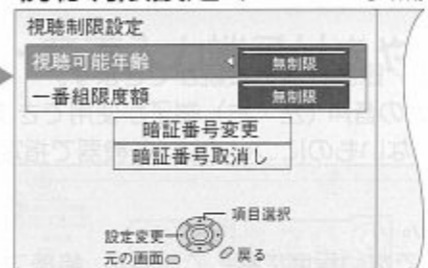 視聴制限設定
視聴可能年齢 無制限
一番組限度額 無制限
暗証番号変更
暗証番号取消し
項目選択
設定変更
元の画面 戻る